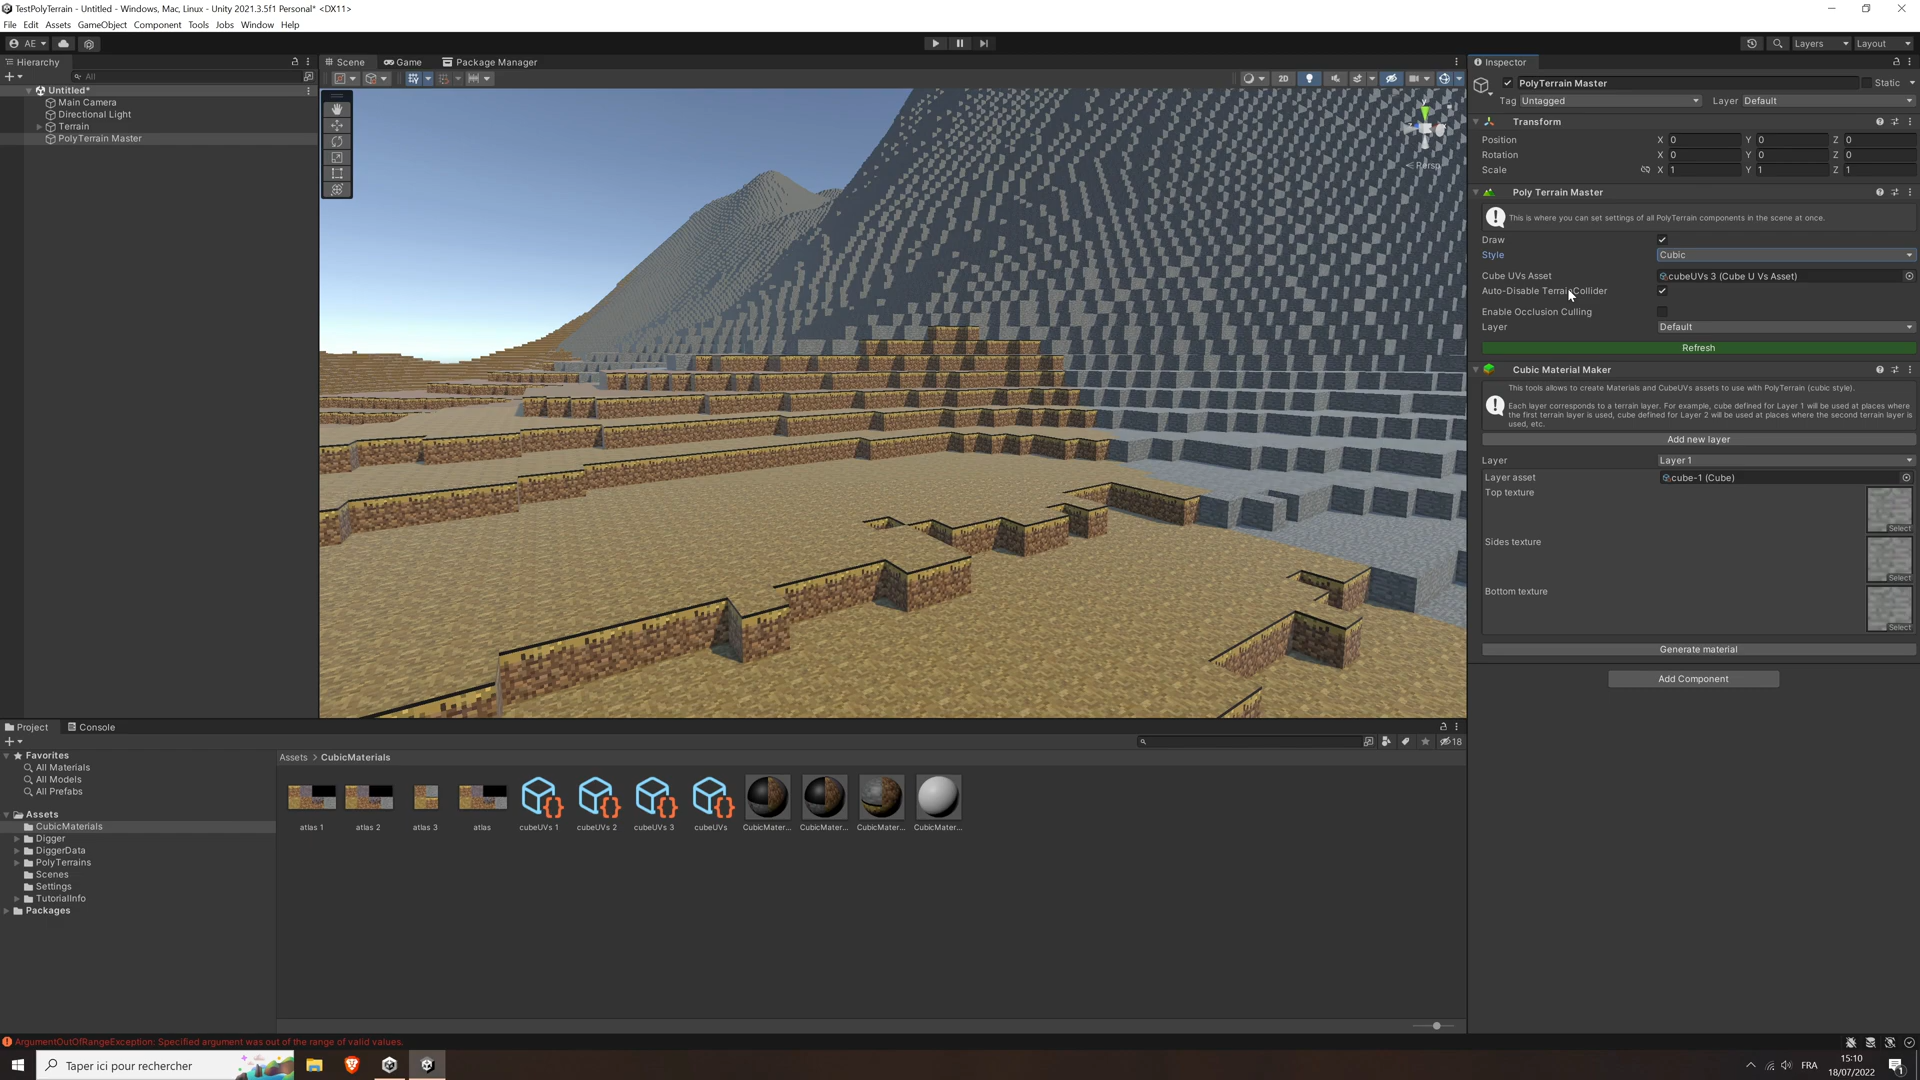 TestPolyTerrain - Untitled - Windows, Mac, Linux - Unity 2021.3.5f1 Personal* <DX11>
File Edit Assets GameObject Component Tools Jobs Window Help
AE
Layers
Layout
Hierarchy
All
Untitled*
Main Camera
Directional Light
Terrain
PolyTerrain Master
Scene
Game
Package Manager
2D
y
< Persp
Inspector
PolyTerrain Master
Static
Tag Untagged
Layer Default
Transform
Position X 0 Y 0 Z 0
Rotation X 0 Y 0 Z 0
Scale X 1 Y 1 Z 1
Poly Terrain Master
This is where you can set settings of all PolyTerrain components in the scene at once.
Draw
Style Cubic
Cube UVs Asset cubeUVs 3 (Cube U Vs Asset)
Auto-Disable TerrainCollider
Enable Occlusion Culling
Layer Default
Refresh
Cubic Material Maker
This tools allows to create Materials and CubeUVs assets to use with PolyTerrain (cubic style).
Each layer corresponds to a terrain layer. For example, cube defined for Layer 1 will be used at places where
the first terrain layer is used, cube defined for Layer 2 will be used at places where the second terrain layer is
used, etc.
Add new layer
Layer Layer 1
Layer asset cube-1 (Cube)
Top texture
Select
Sides texture
Select
Bottom texture
Select
Generate material
Add Component
Project
Console
18
Favorites
All Materials
All Models
All Prefabs
Assets
CubicMaterials
Digger
DiggerData
PolyTerrains
Scenes
Settings
TutorialInfo
Packages
Assets > CubicMaterials
atlas 1
atlas 2
atlas 3
atlas
cubeUVs 1
cubeUVs 2
cubeUVs 3
cubeUVs
CubicMater...
CubicMater...
CubicMater...
CubicMater...
ArgumentOutOfRangeException: Specified argument was out of the range of valid values.
Taper ici pour rechercher
FRA
15:10
18/07/2022
1